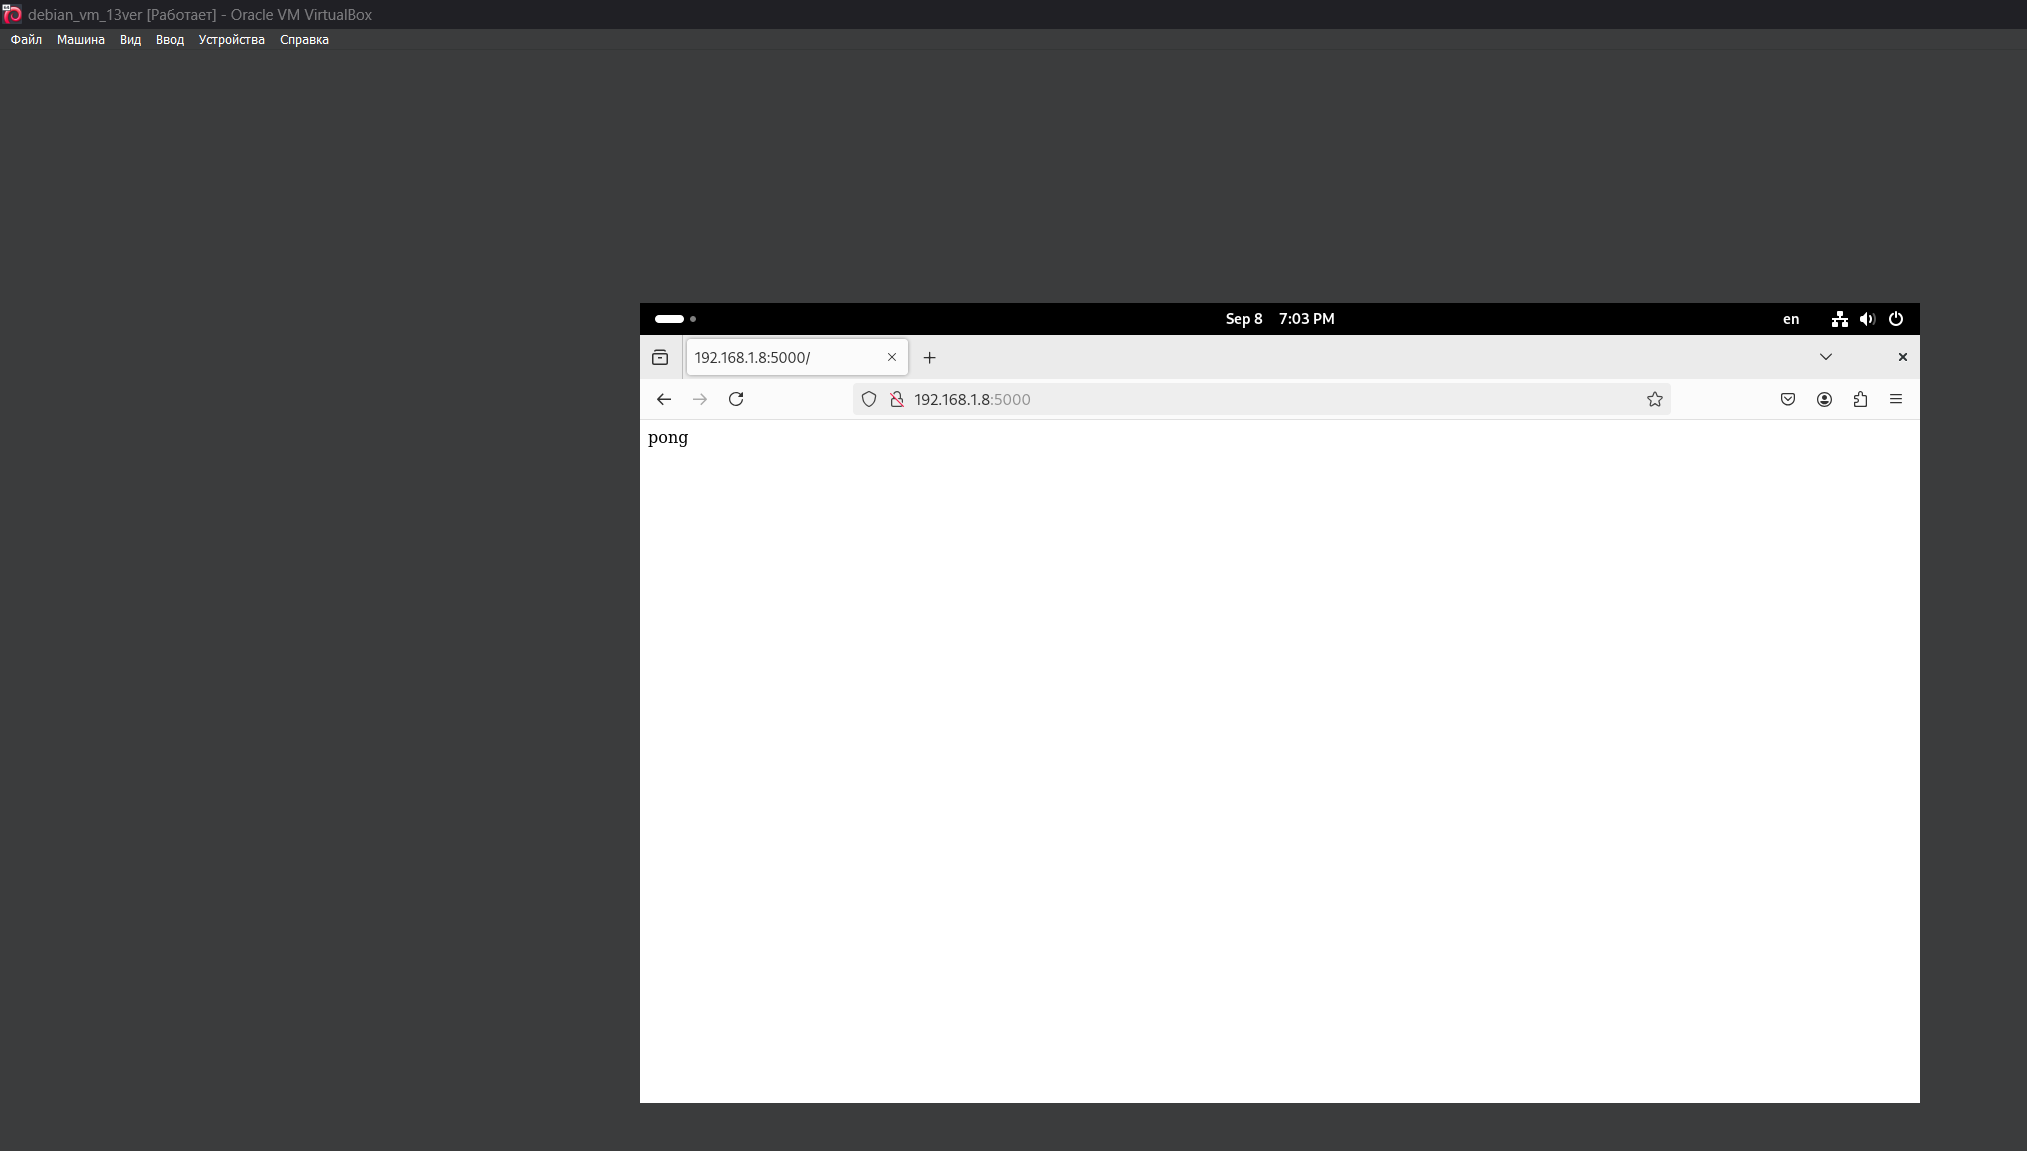 debian_vm_13ver [Работает] - Oracle VM VirtualBox
Файл Машина Вид Ввод Устройства Справка
Sep 8 7:03 PM en
192.168.1.8:5000/
192.168.1.8:5000
pong